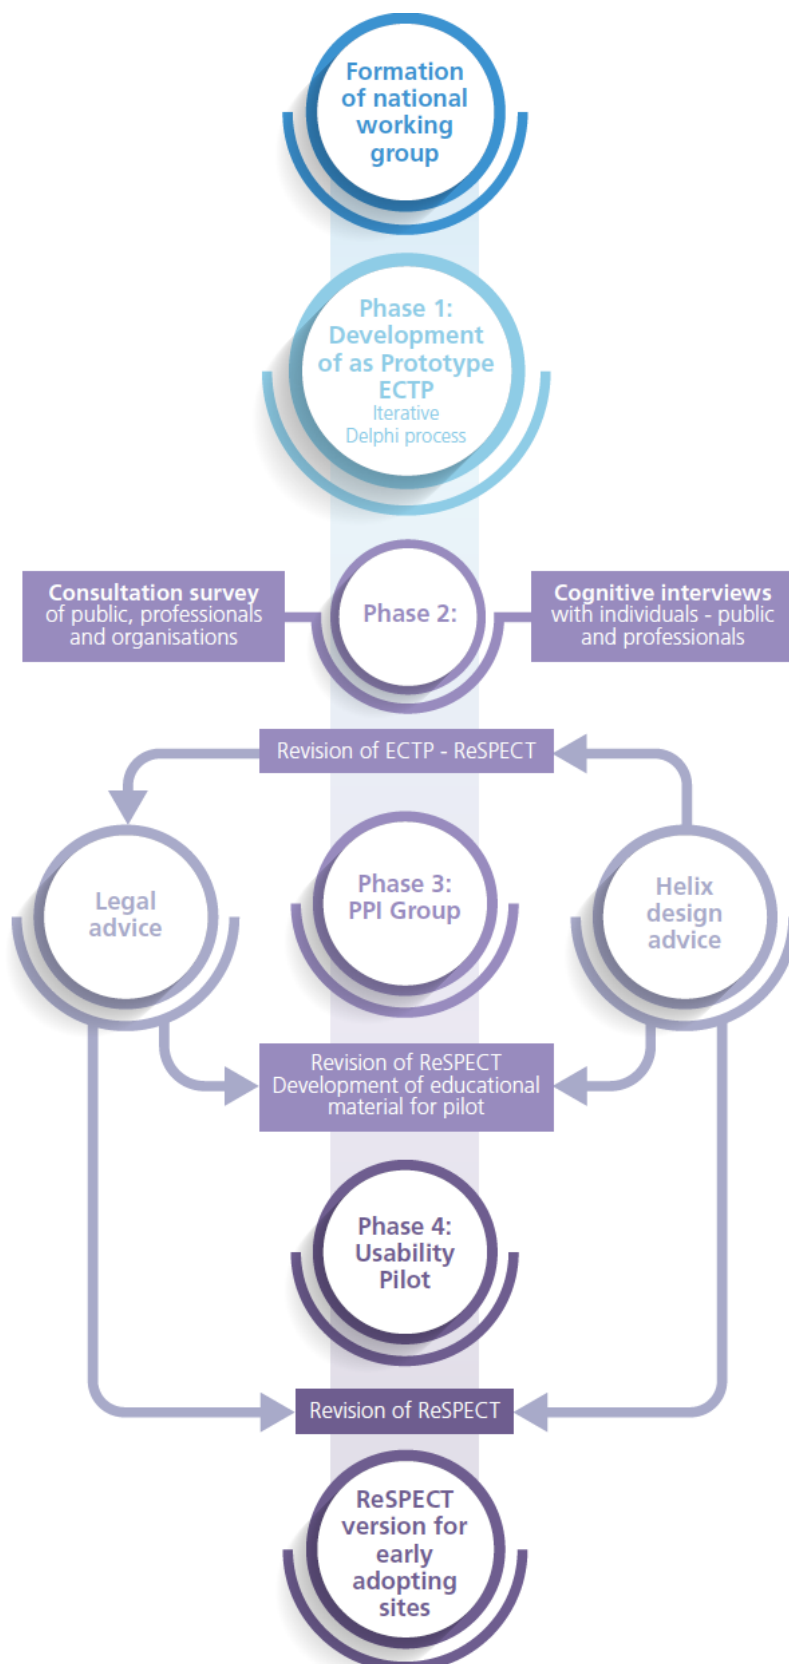 Formation
of national
working
group
Phase 1:
Development
of as Prototype
ECTP
Iterative
Delphi process
Consultation survey
of public, professionals
and organisations
Phase 2:
Cognitive interviews
with individuals - public
and professionals
Revision of ECTP - ReSPECT
Legal
advice
Phase 3:
PPI Group
Helix
design
advice
Revision of ReSPECT
Development of educational
material for pilot
Phase 4:
Usability
Pilot
Revision of ReSPECT
ReSPECT
version for
early
adopting
sites